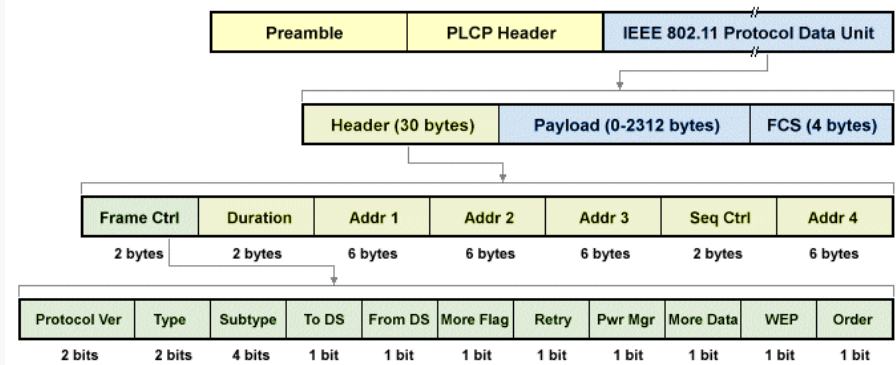 Preamble PLCP Header IEEE 802.11 Protocol Data Unit
Header (30 bytes) Payload (0-2312 bytes) FCS (4 bytes)
Frame Ctrl Duration Addr 1 Addr 2 Addr 3 Seq Ctrl Addr 4
2 bytes 2 bytes 6 bytes 6 bytes 6 bytes 2 bytes 6 bytes
Protocol Ver Type Subtype To DS From DS More Flag Retry Pwr Mgr More Data WEP Order
2 bits 2 bits 4 bits 1 bit 1 bit 1 bit 1 bit 1 bit 1 bit 1 bit 1 bit